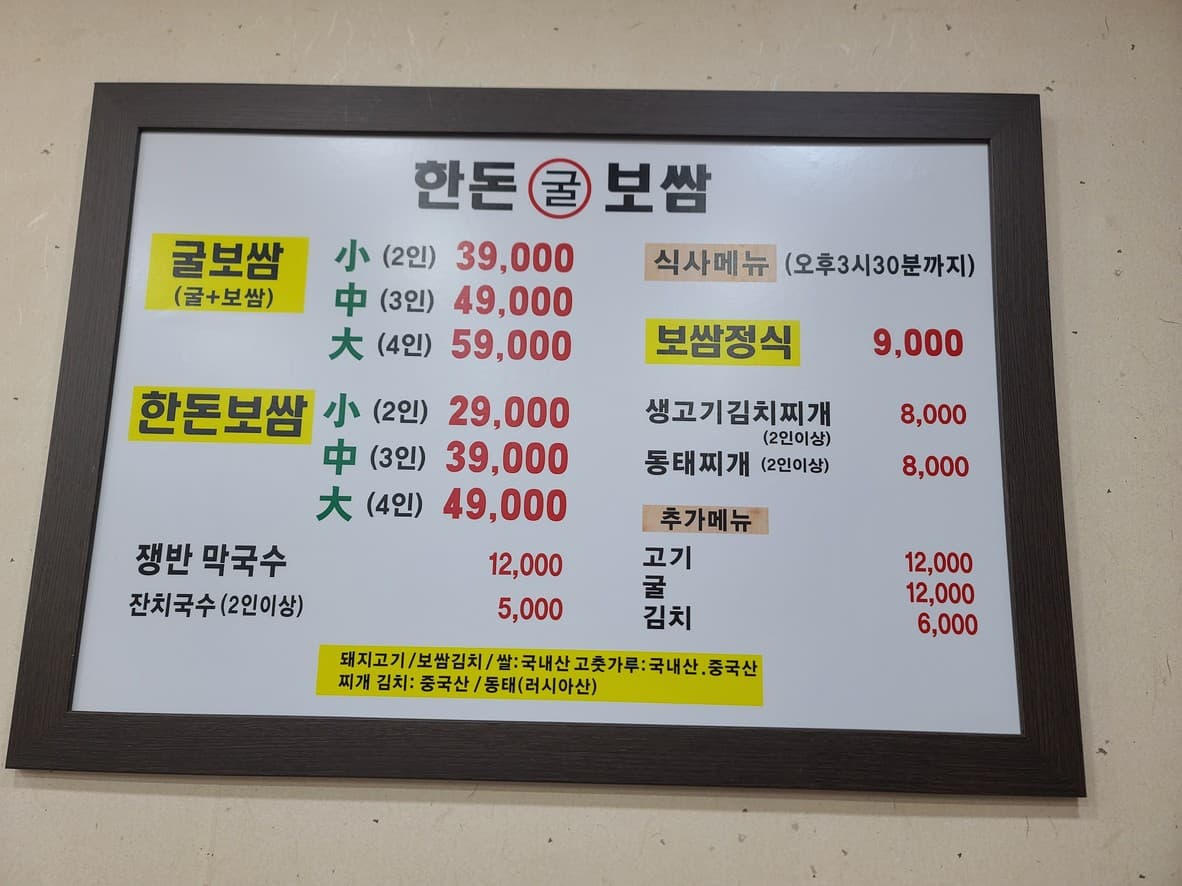 한돈 굴 보쌈
굴보쌈 小 (2인) 39,000
(굴+보쌈) 中 (3인) 49,000
大 (4인) 59,000
한돈보쌈 小 (2인) 29,000
中 (3인) 39,000
大 (4인) 49,000
쟁반 막국수 12,000
잔치국수 (2인이상) 5,000
식사메뉴 (오후3시30분까지)
보쌈정식 9,000
생고기김치찌개 8,000
(2인이상)
동태찌개 (2인이상) 8,000
추가메뉴
고기 12,000
굴 12,000
김치 6,000
돼지고기/보쌈김치/쌀:국내산 고춧가루:국내산.중국산
찌개 김치: 중국산/동태(러시아산)